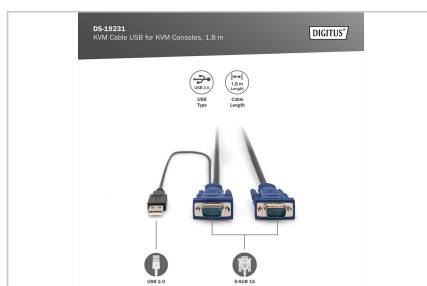 DS-19231
KVM Cable USB for KVM Consoles, 1.8 m
DIGITUS®
USB 2.0
1.8 m
Length
USB
Type
Cable
Length
USB 2.0
D-SUB 15